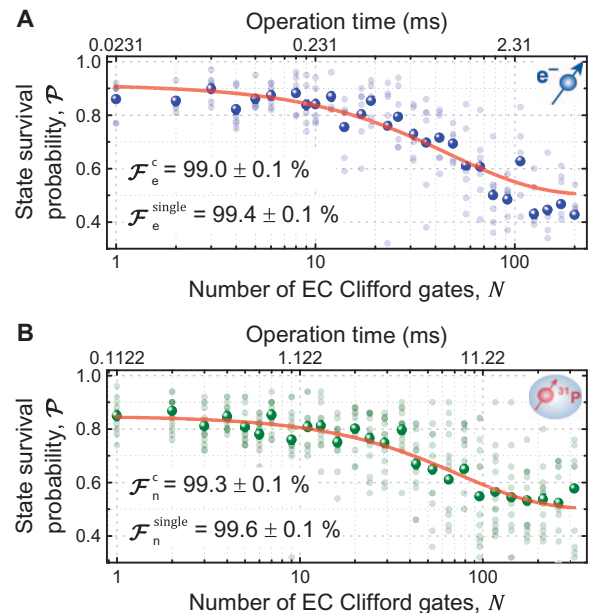 A
Operation time (ms)
0.0231 0.231 2.31
1.0
0.8
0.6
0.4
State survival
probability, 𝒫
e⁻
ℱ_e^c = 99.0 ± 0.1 %
ℱ_e^single = 99.4 ± 0.1 %
1 10 100
Number of EC Clifford gates, N
B
Operation time (ms)
0.1122 1.122 11.22
1.0
0.8
0.6
0.4
State survival
probability, 𝒫
³¹P
ℱ_n^c = 99.3 ± 0.1 %
ℱ_n^single = 99.6 ± 0.1 %
1 10 100
Number of EC Clifford gates, N